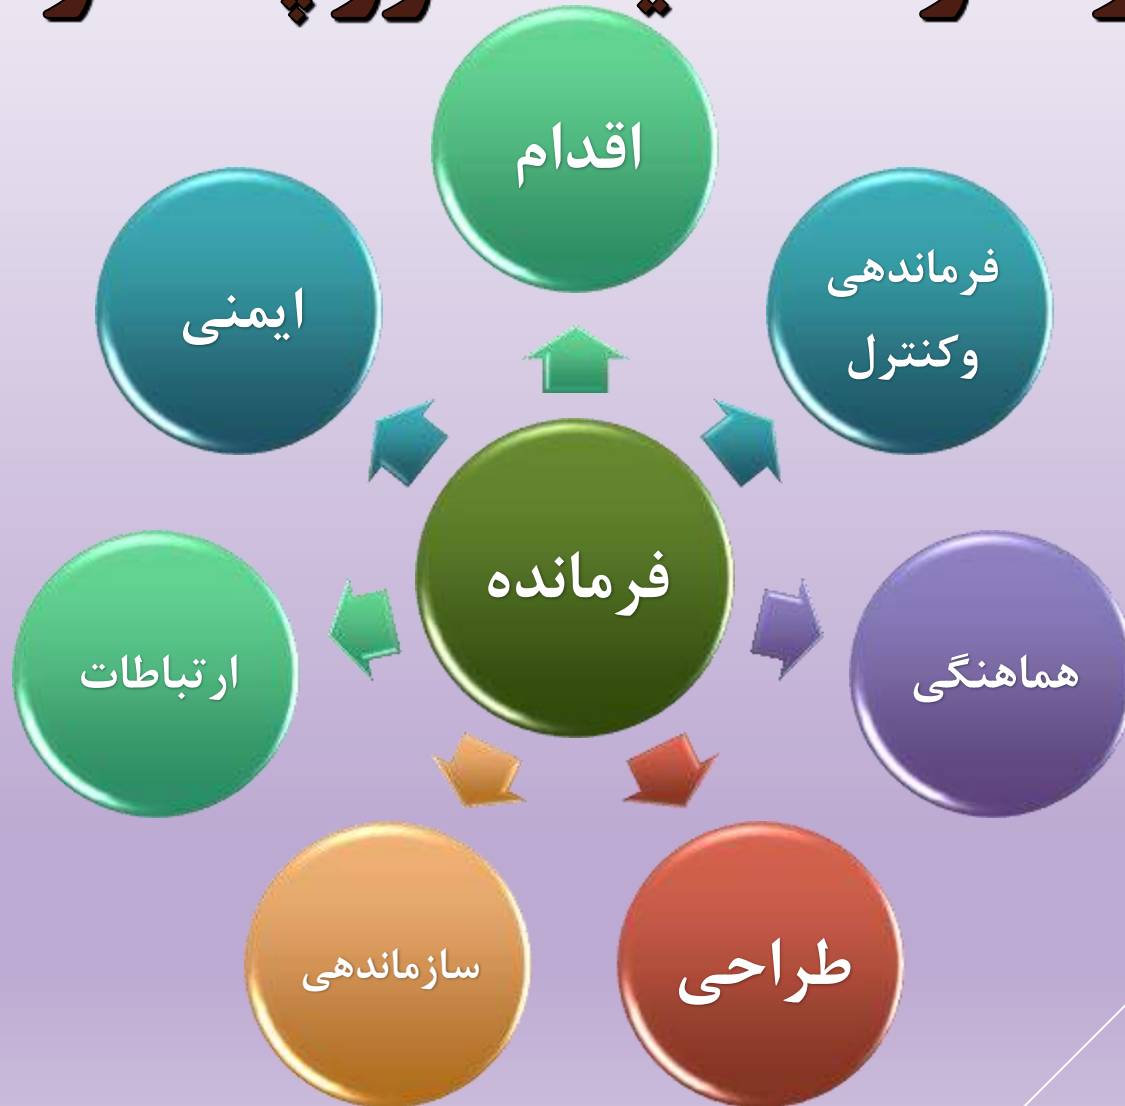 اقدام
فرماندهی
وکنترل
ایمنی
فرمانده
هماهنگی
ارتباطات
طراحی
سازماندهی